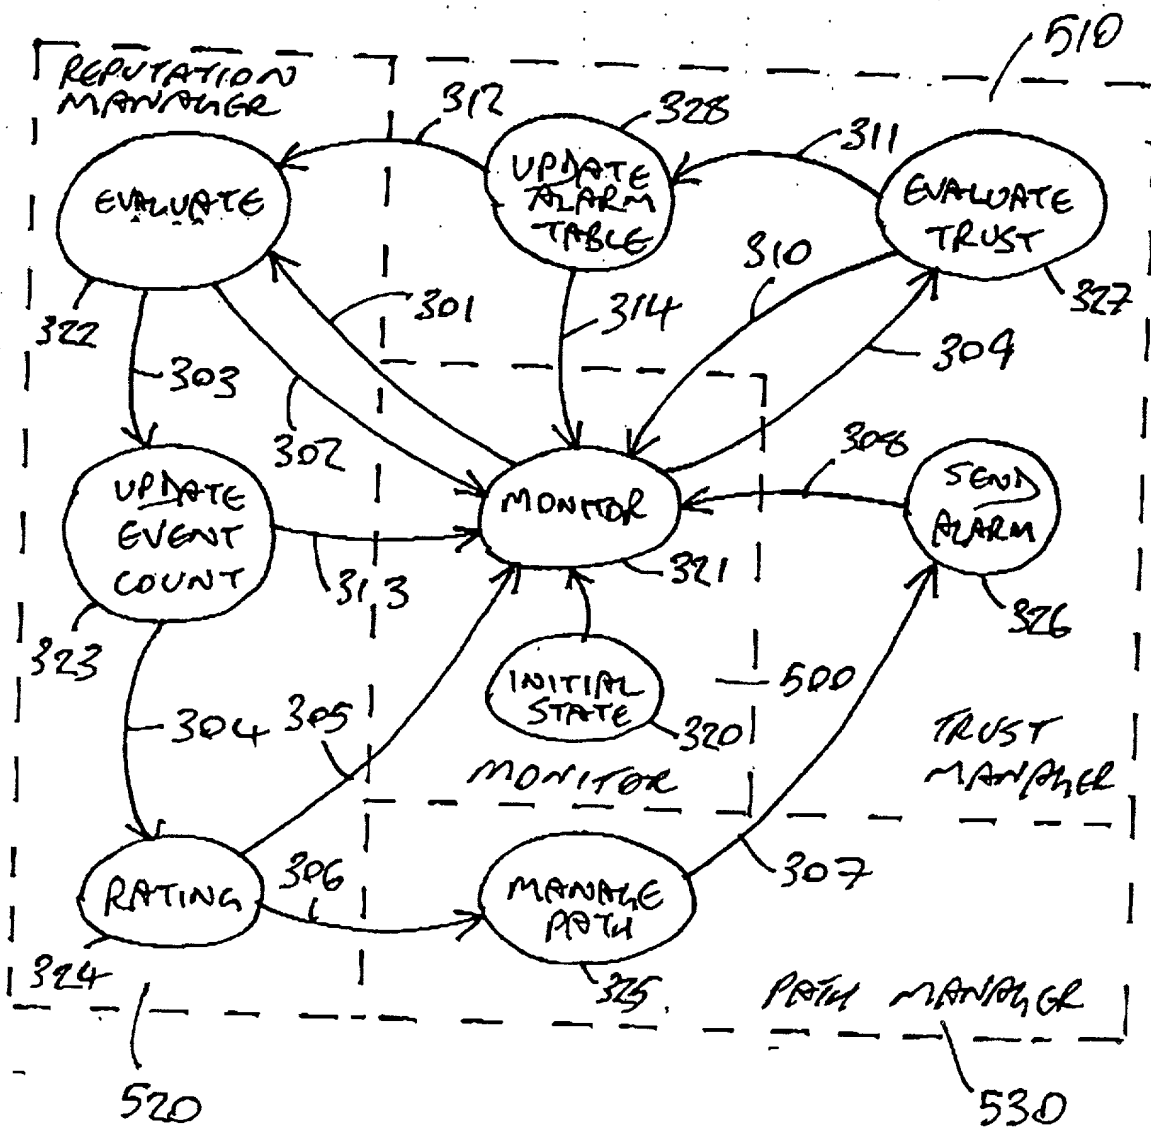 510
REPUTATION
MANAGER
312
328
311
EVALUATE
UPDATE
ALARM
TABLE
EVALUATE
TRUST
310
327
322
301
314
309
303
302
308
UPDATE
EVENT
COUNT
MONITOR
SEND
ALARM
321
313
326
323
INITIAL
STATE
500
304
305
320
TRUST
MANAGER
MONITOR
306
307
RATING
MANAGE
PATH
324
325
PATH MANAGER
520
530